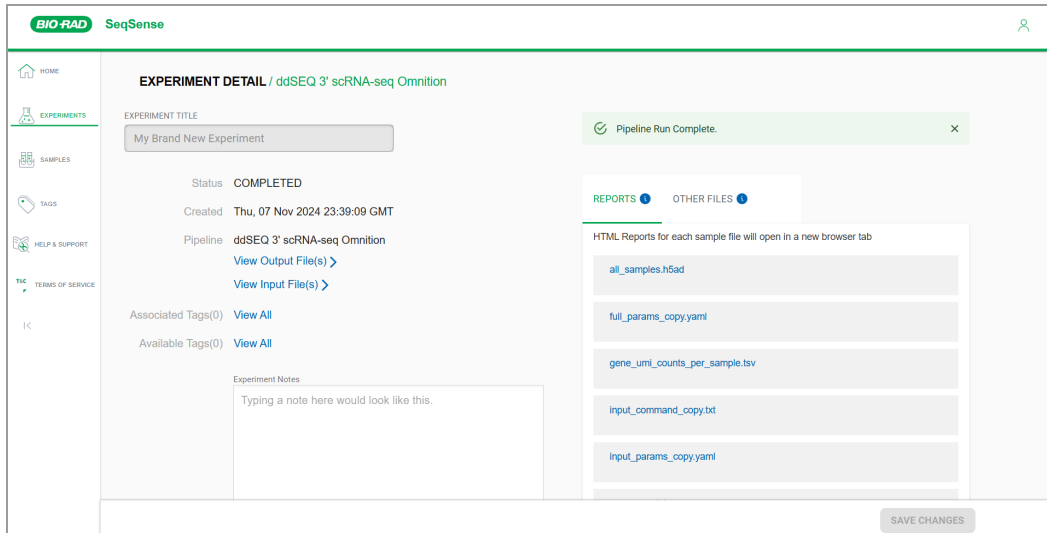 BIO-RAD SeqSense
HOME
EXPERIMENTS
SAMPLES
TAGS
HELP & SUPPORT
TERMS OF SERVICE
EXPERIMENT DETAIL / ddSEQ 3' scRNA-seq Omnition
EXPERIMENT TITLE
My Brand New Experiment
Status COMPLETED
Created Thu, 07 Nov 2024 23:39:09 GMT
Pipeline ddSEQ 3' scRNA-seq Omnition
View Output File(s)
View Input File(s)
Associated Tags(0) View All
Available Tags(0) View All
Experiment Notes
Typing a note here would look like this.
Pipeline Run Complete.
REPORTS i OTHER FILES i
HTML Reports for each sample file will open in a new browser tab
all_samples.h5ad
full_params_copy.yaml
gene_umi_counts_per_sample.tsv
input_command_copy.txt
input_params_copy.yaml
SAVE CHANGES